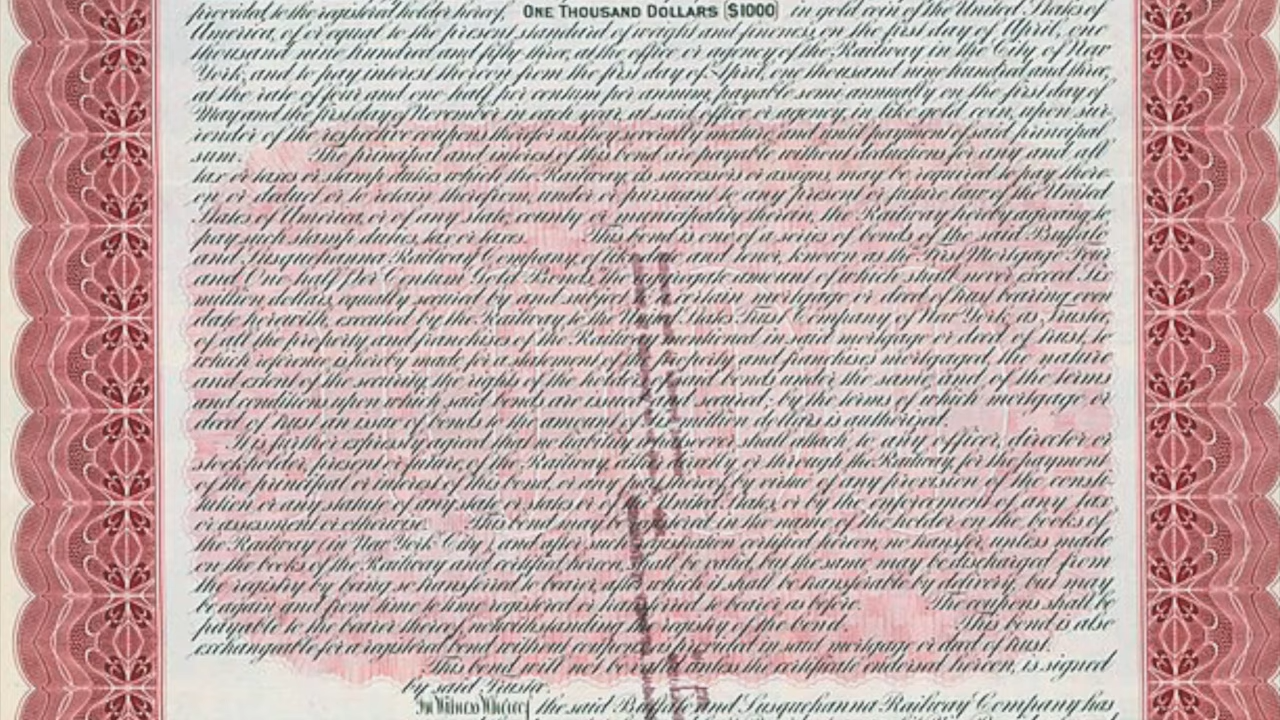 provided, to the registered holder hereof, ONE THOUSAND DOLLARS ($1000) in gold coin of the United States of
America, of or equal to the present standard of weight and fineness on the first day of April, one
thousand nine hundred and fifty three, at the office or agency of the Railway in the City of New
York, and to pay interest thereon from the first day of April, one thousand nine hundred and three,
at the rate of four and one half per centum per annum, payable semi annually on the first day of
May and the first day of November in each year, at said office or agency, in like gold coin, upon sur-
render of the respective coupons therefor as they severally mature, and until payment of said principal
sum. The principal and interest of this bond are payable without deduction for any and all
tax or taxes or stamp duties which the Railway, its successors or assigns, may be required to pay there-
on or deduct or to retain therefrom, under or pursuant to any present or future law of the United
States of America, or of any state, county or municipality therein, the Railway hereby agreeing to
pay such stamp duties, tax or taxes. This bond is one of a series of bonds of the said Buffalo
and Susquehanna Railway Company, of like date and tenor, known as the First Mortgage Four
and One half Per Centum Gold Bonds, the aggregate amount of which shall never exceed Six
million dollars, equally secured by and subject to a certain mortgage or deed of trust bearing even
date herewith, executed by the Railway to the United States Trust Company of New York, as Trustee,
of all the property and franchises of the Railway mentioned in said mortgage or deed of trust, to
which reference is hereby made for a statement of the property and franchises mortgaged, the nature
and extent of the security, the rights of the holders of said bonds under the same and of the terms
and conditions upon which said bonds are issued and secured, by the terms of which mortgage or
deed of trust an issue of bonds to the amount of dollars is authorized.
It is further expressly agreed that no liability whatsoever shall attach to any officer, director or
stockholder, present or future, of the Railway, either directly or through the Railway, for the payment
of the principal or interest of this bond, or any thereof by virtue of any provision of the consti-
tution or any statute of any State or of the United States, or by the enforcement of any tax
or assessment or otherwise. This bond may be registered, in the name of the holder on the books of
the Railway (in New York City), and after such registration certified hereon, no transfer, unless made
on the books of the Railway and certified hereon, shall be valid, but the same may be discharged from
the registry by being transferred to bearer, after which it shall be transferable by delivery, but may
be again and from time to time registered or transferred to bearer as before. The coupons shall be
payable to the bearer thereof, notwithstanding the registry of the bond. This bond is also
exchangeable for a registered bond without coupons as provided in said mortgage or deed of trust.
This bond will not be valid unless the certificate endorsed hereon, is signed
by said Trustee.
In Witness Whereof the said Buffalo and Susquehanna Railway Company has